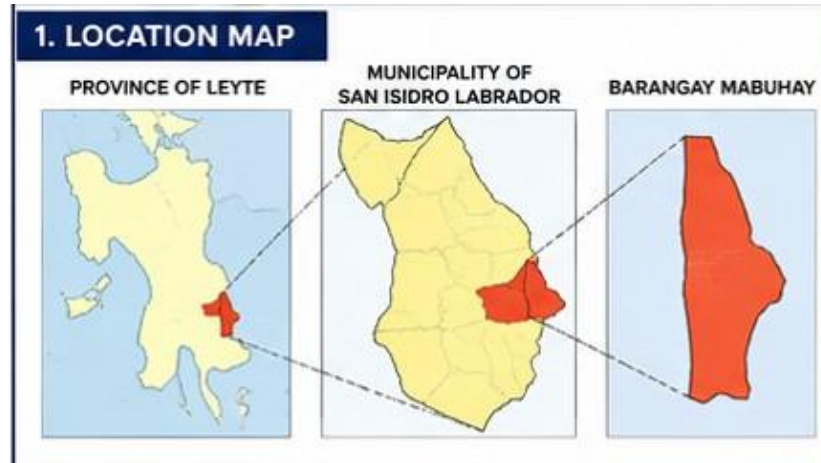 1. LOCATION MAP
PROVINCE OF LEYTE
MUNICIPALITY OF
SAN ISIDRO LABRADOR
BARANGAY MABUHAY